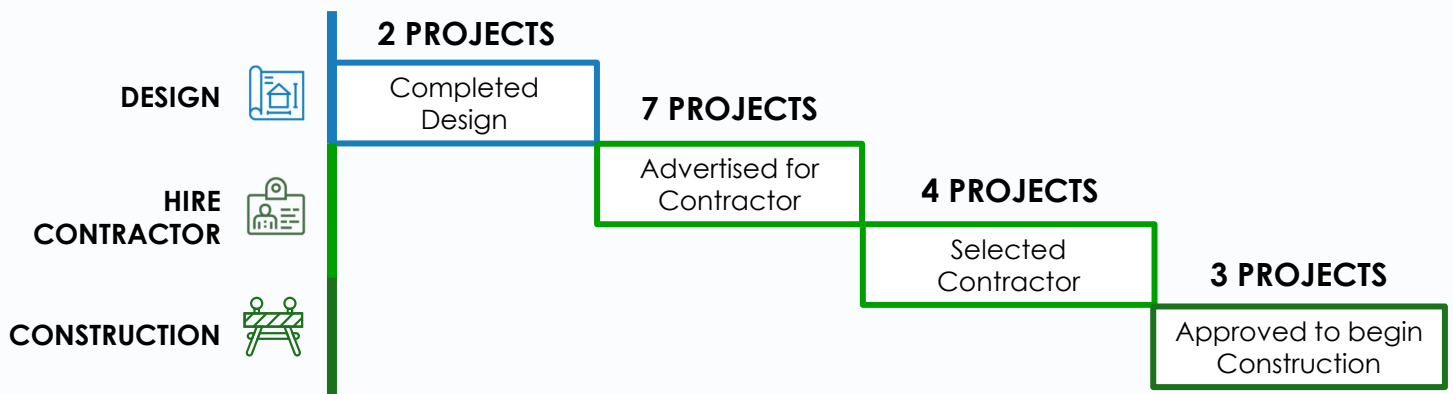 2 PROJECTS
DESIGN
Completed
Design
7 PROJECTS
Advertised for
Contractor
HIRE
CONTRACTOR
4 PROJECTS
Selected
Contractor
3 PROJECTS
CONSTRUCTION
Approved to begin
Construction